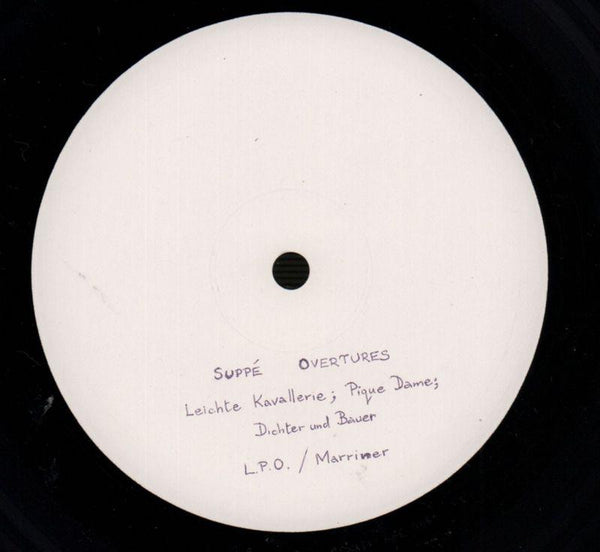 SUPPÉ OVERTURES
Leichte Kavallerie; Pique Dame;
Dichter und Bauer
L.P.O. / Marriner